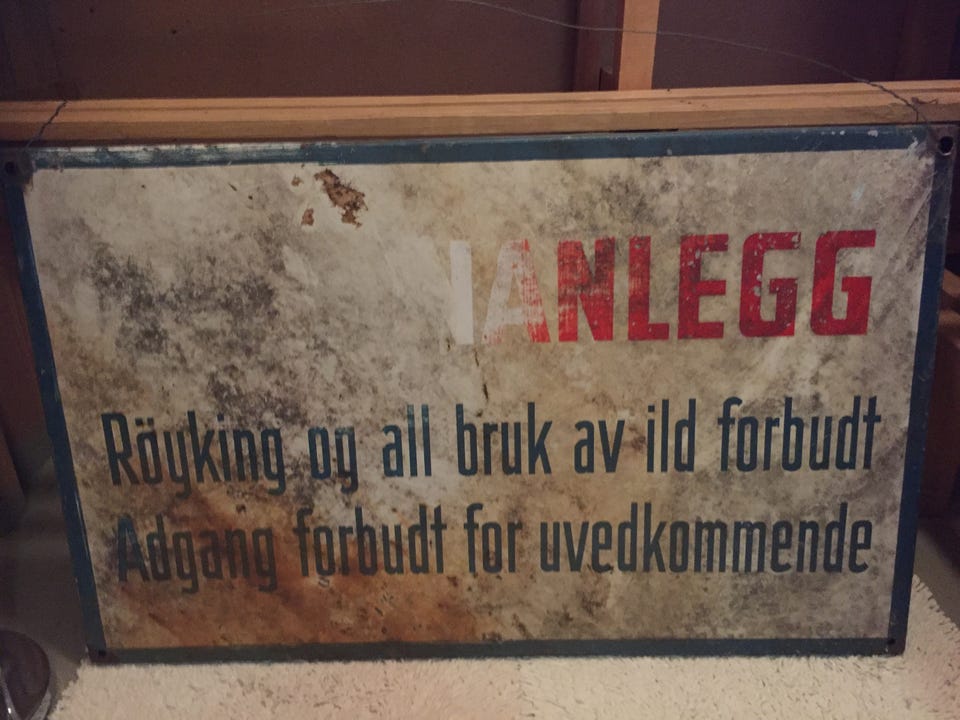 ANLEGG
Röyking og all bruk av ild forbudt
Adgang forbudt for uvedkommende